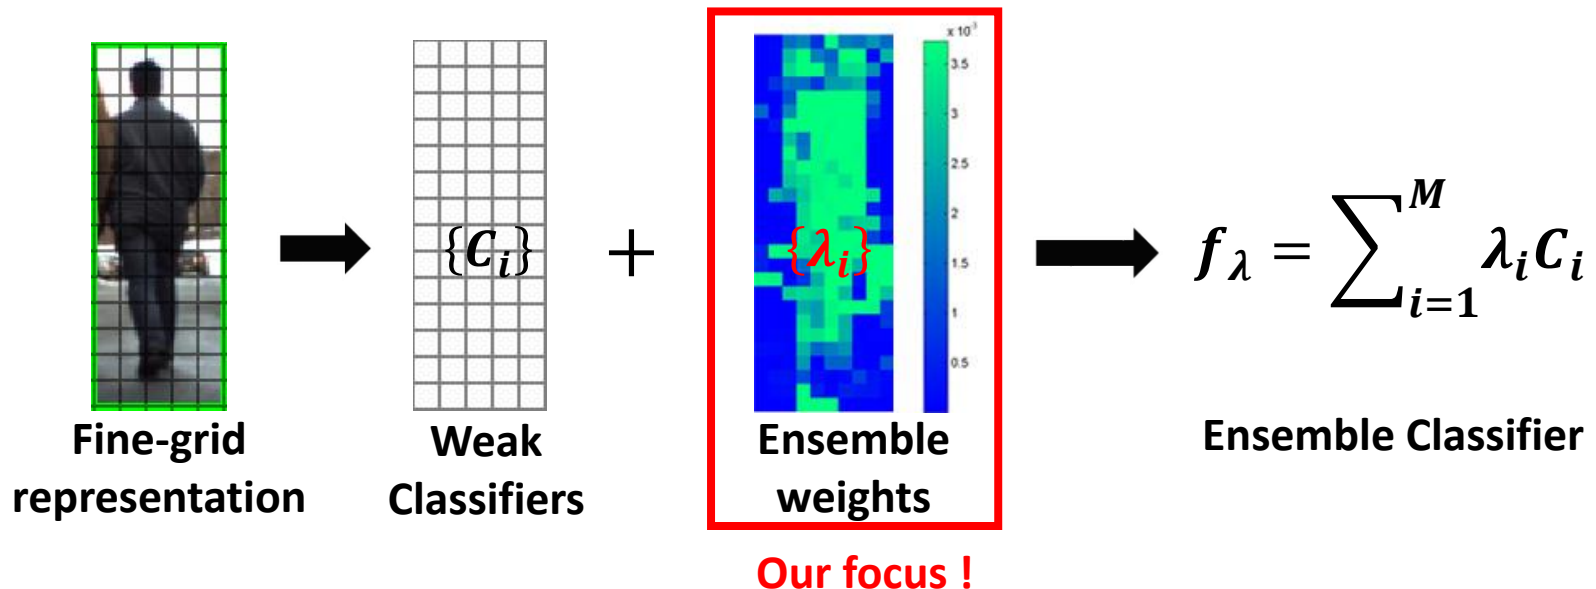 x 10⁻³
3.5
3
2.5
2
1.5
1
0.5
{C_i}
+
{λ_i}
f_λ = ∑_{i=1}^{M} λ_i C_i
Fine-grid
representation
Weak
Classifiers
Ensemble
weights
Ensemble Classifier
Our focus !